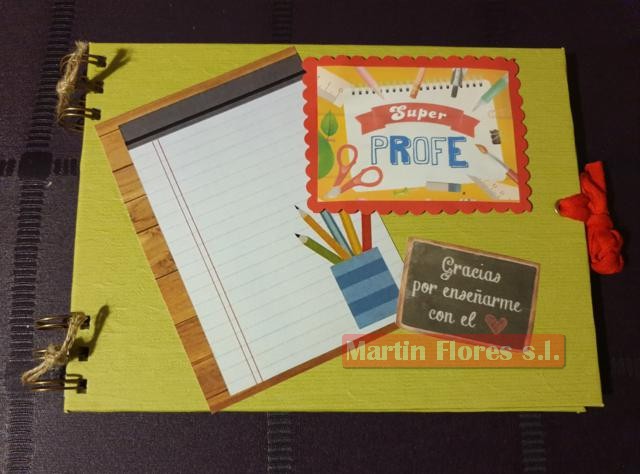 Super
PROFE
Gracias
por enseñarme
con el
Martin Flores s.l.